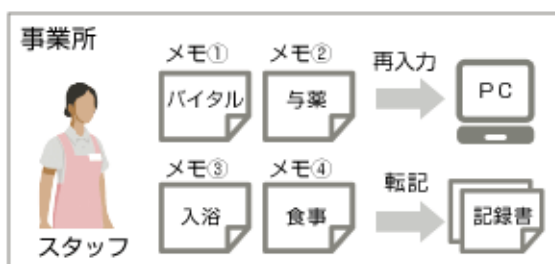 事業所
メモ① メモ② 再入力
バイタル 与薬 PC
メモ③ メモ④ 転記
入浴 食事 記録書
スタッフ